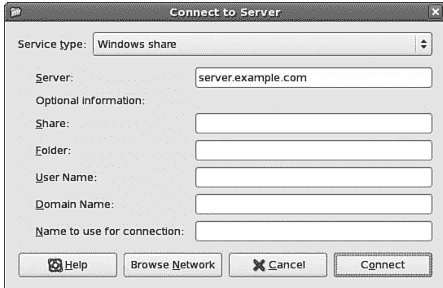 Connect to Server
Service type: Windows share
Server: server.example.com
Optional information:
Share:
Folder:
User Name:
Domain Name:
Name to use for connection:
Help Browse Network Cancel Connect